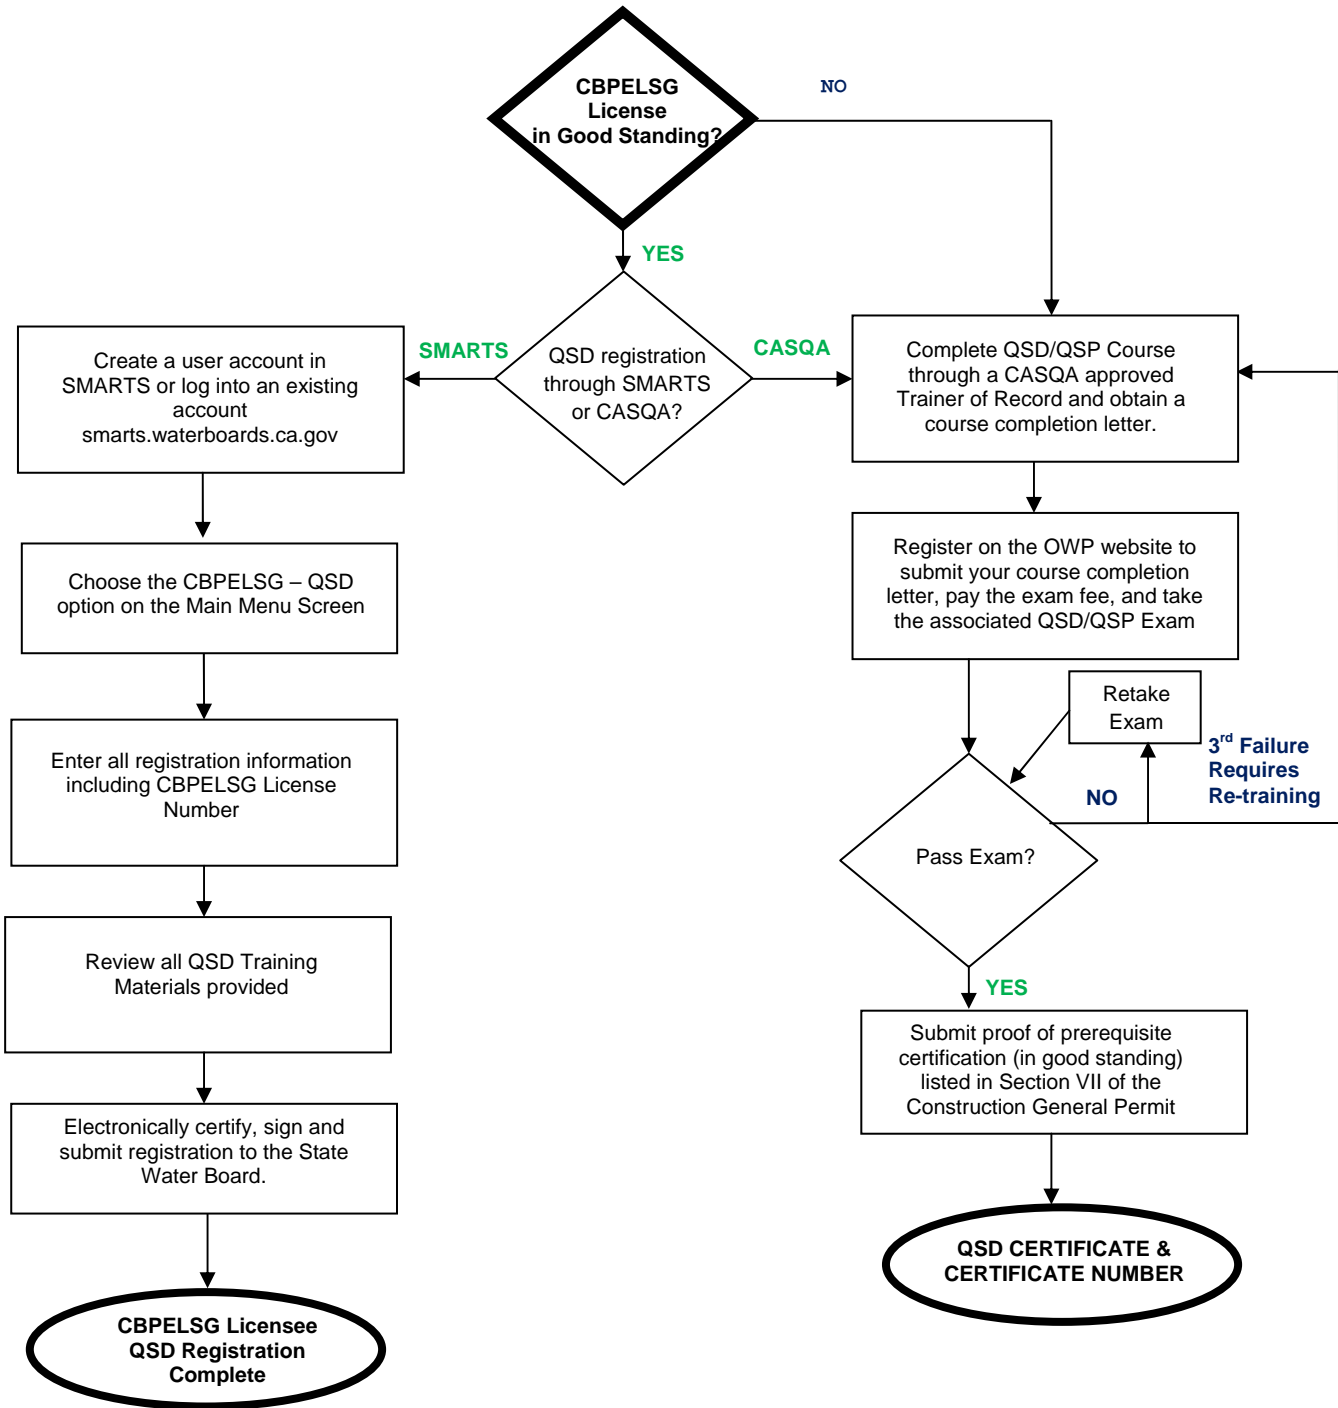 CBPELSG
License
in Good Standing?
NO
YES
QSD registration
through SMARTS
or CASQA?
SMARTS
CASQA
Create a user account in
SMARTS or log into an existing
account
smarts.waterboards.ca.gov
Choose the CBPELSG – QSD
option on the Main Menu Screen
Enter all registration information
including CBPELSG License
Number
Review all QSD Training
Materials provided
Electronically certify, sign and
submit registration to the State
Water Board.
CBPELSG Licensee
QSD Registration
Complete
Complete QSD/QSP Course
through a CASQA approved
Trainer of Record and obtain a
course completion letter.
Register on the OWP website to
submit your course completion
letter, pay the exam fee, and take
the associated QSD/QSP Exam
Retake
Exam
3rd Failure
Requires
Re-training
NO
Pass Exam?
YES
Submit proof of prerequisite
certification (in good standing)
listed in Section VII of the
Construction General Permit
QSD CERTIFICATE &
CERTIFICATE NUMBER